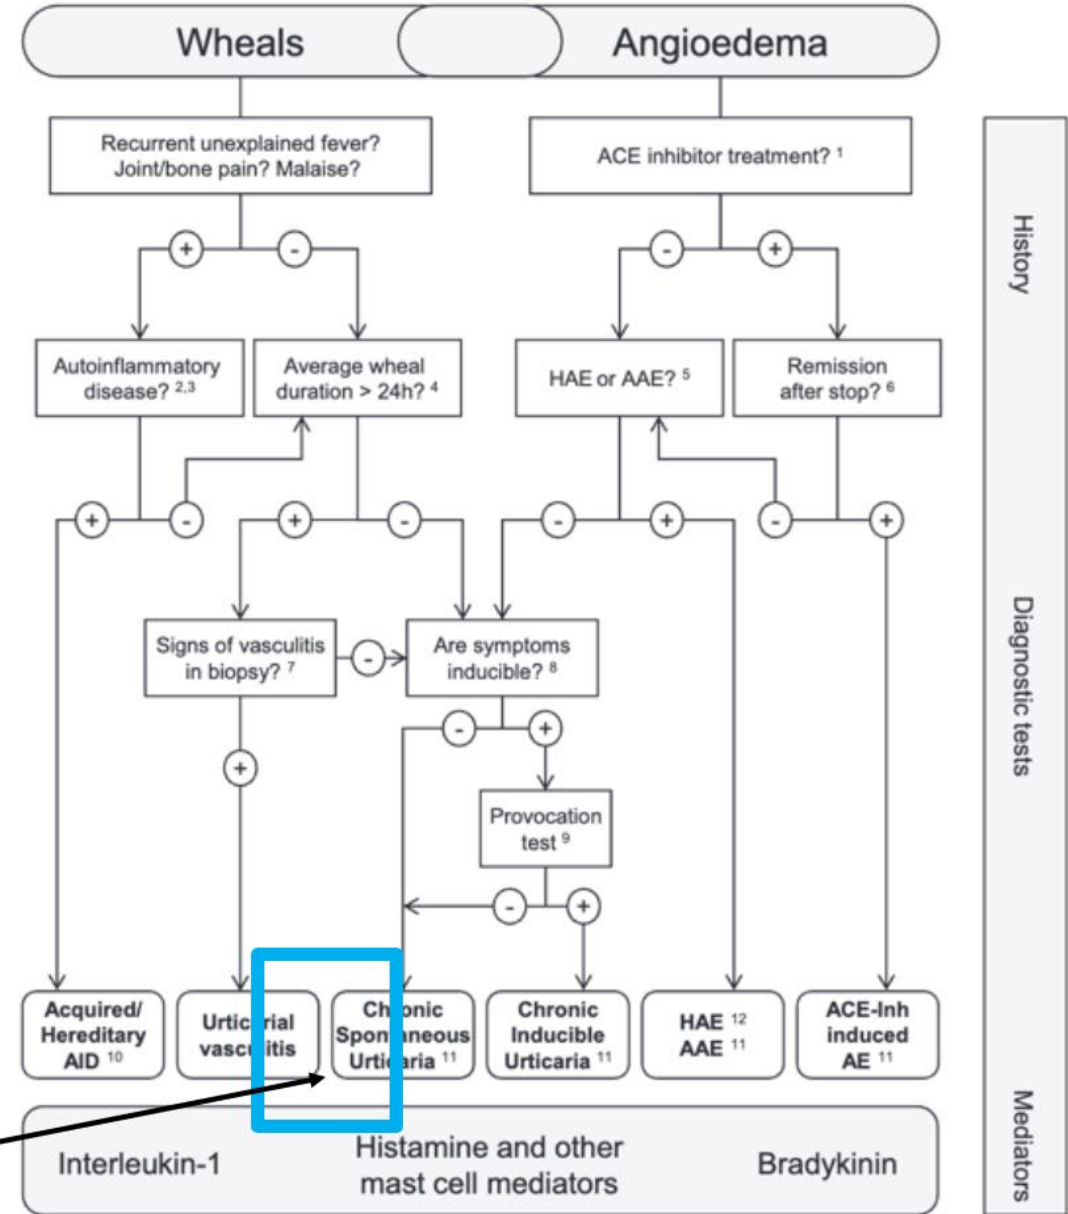 Wheals
Angioedema
Recurrent unexplained fever?
Joint/bone pain? Malaise?
ACE inhibitor treatment? 1
+
-
-
+
Autoinflammatory
disease? 2,3
Average wheal
duration > 24h? 4
HAE or AAE? 5
Remission
after stop? 6
+
-
+
-
-
+
-
+
Signs of vasculitis
in biopsy? 7
-
Are symptoms
inducible? 8
-
+
+
Provocation
test 9
-
+
Acquired/
Hereditary
AID 10
Urticarial
vasculitis
Chronic
Spontaneous
Urticaria 11
Chronic
Inducible
Urticaria 11
HAE 12
AAE 11
ACE-Inh
induced
AE 11
Interleukin-1
Histamine and other
mast cell mediators
Bradykinin
History
Diagnostic tests
Mediators